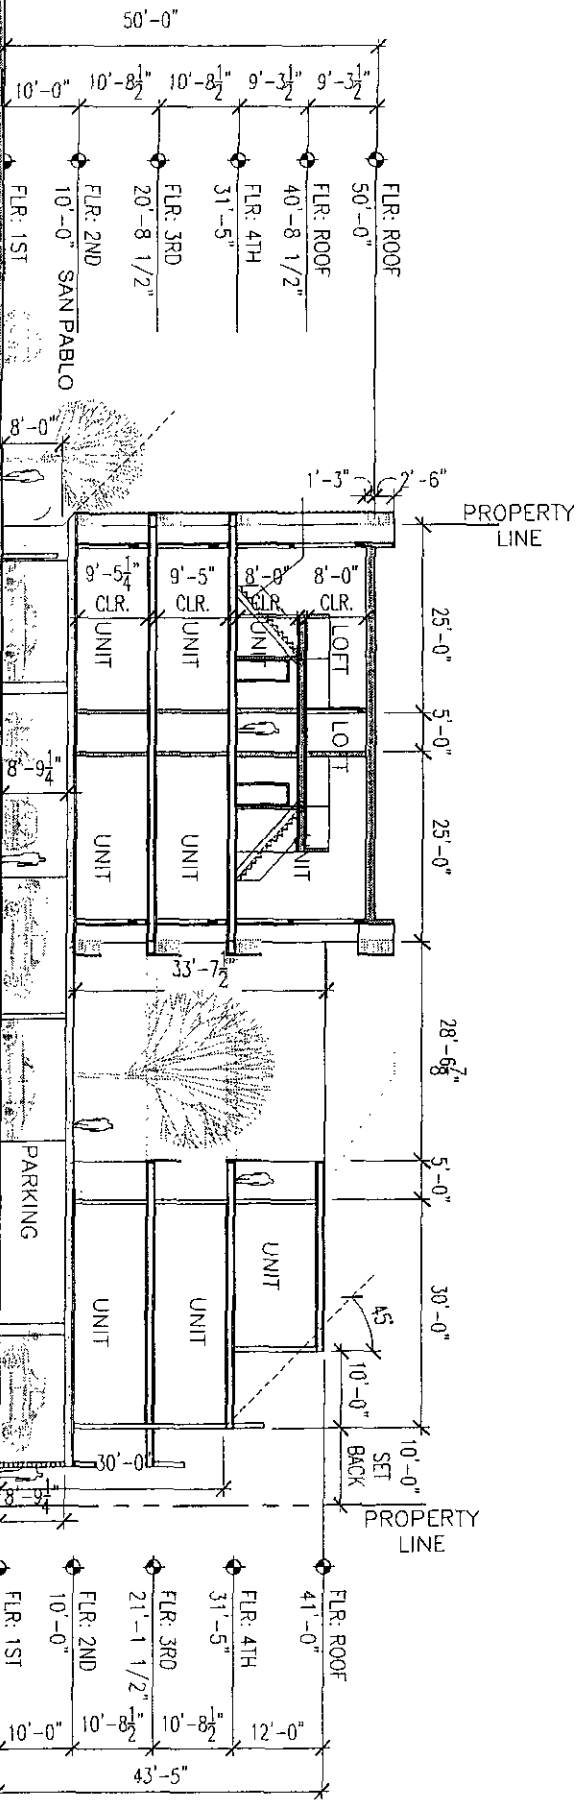 50'-0"
10'-0"
10'-8½"
10'-8½"
9'-3½"
9'-3½"
FLR: ROOF
50'-0"
FLR: ROOF
40'-8 1/2"
FLR: 4TH
31'-5"
FLR: 3RD
20'-8 1/2"
FLR: 2ND
10'-0"
FLR: 1ST
SAN PABLO
8'-0"
1'-3"
2'-6"
PROPERTY
LINE
9'-5¼"
CLR.
9'-5"
CLR.
8'-0"
CLR.
8'-0"
CLR.
25'-0"
UNIT
UNIT
UNIT
LOFT
5'-0"
LOFT
8'-9¼"
25'-0"
UNIT
UNIT
UNIT
33'-7½"
28'-6⅞"
5'-0"
PARKING
UNIT
UNIT
UNIT
30'-0"
45°
10'-0"
10'-0"
SET
BACK
30'-0"
8'-9¼"
PROPERTY
LINE
FLR: ROOF
41'-0"
FLR: 4TH
31'-5"
FLR: 3RD
21'-1 1/2"
FLR: 2ND
10'-0"
FLR: 1ST
10'-0"
10'-8½"
10'-8½"
12'-0"
43'-5"